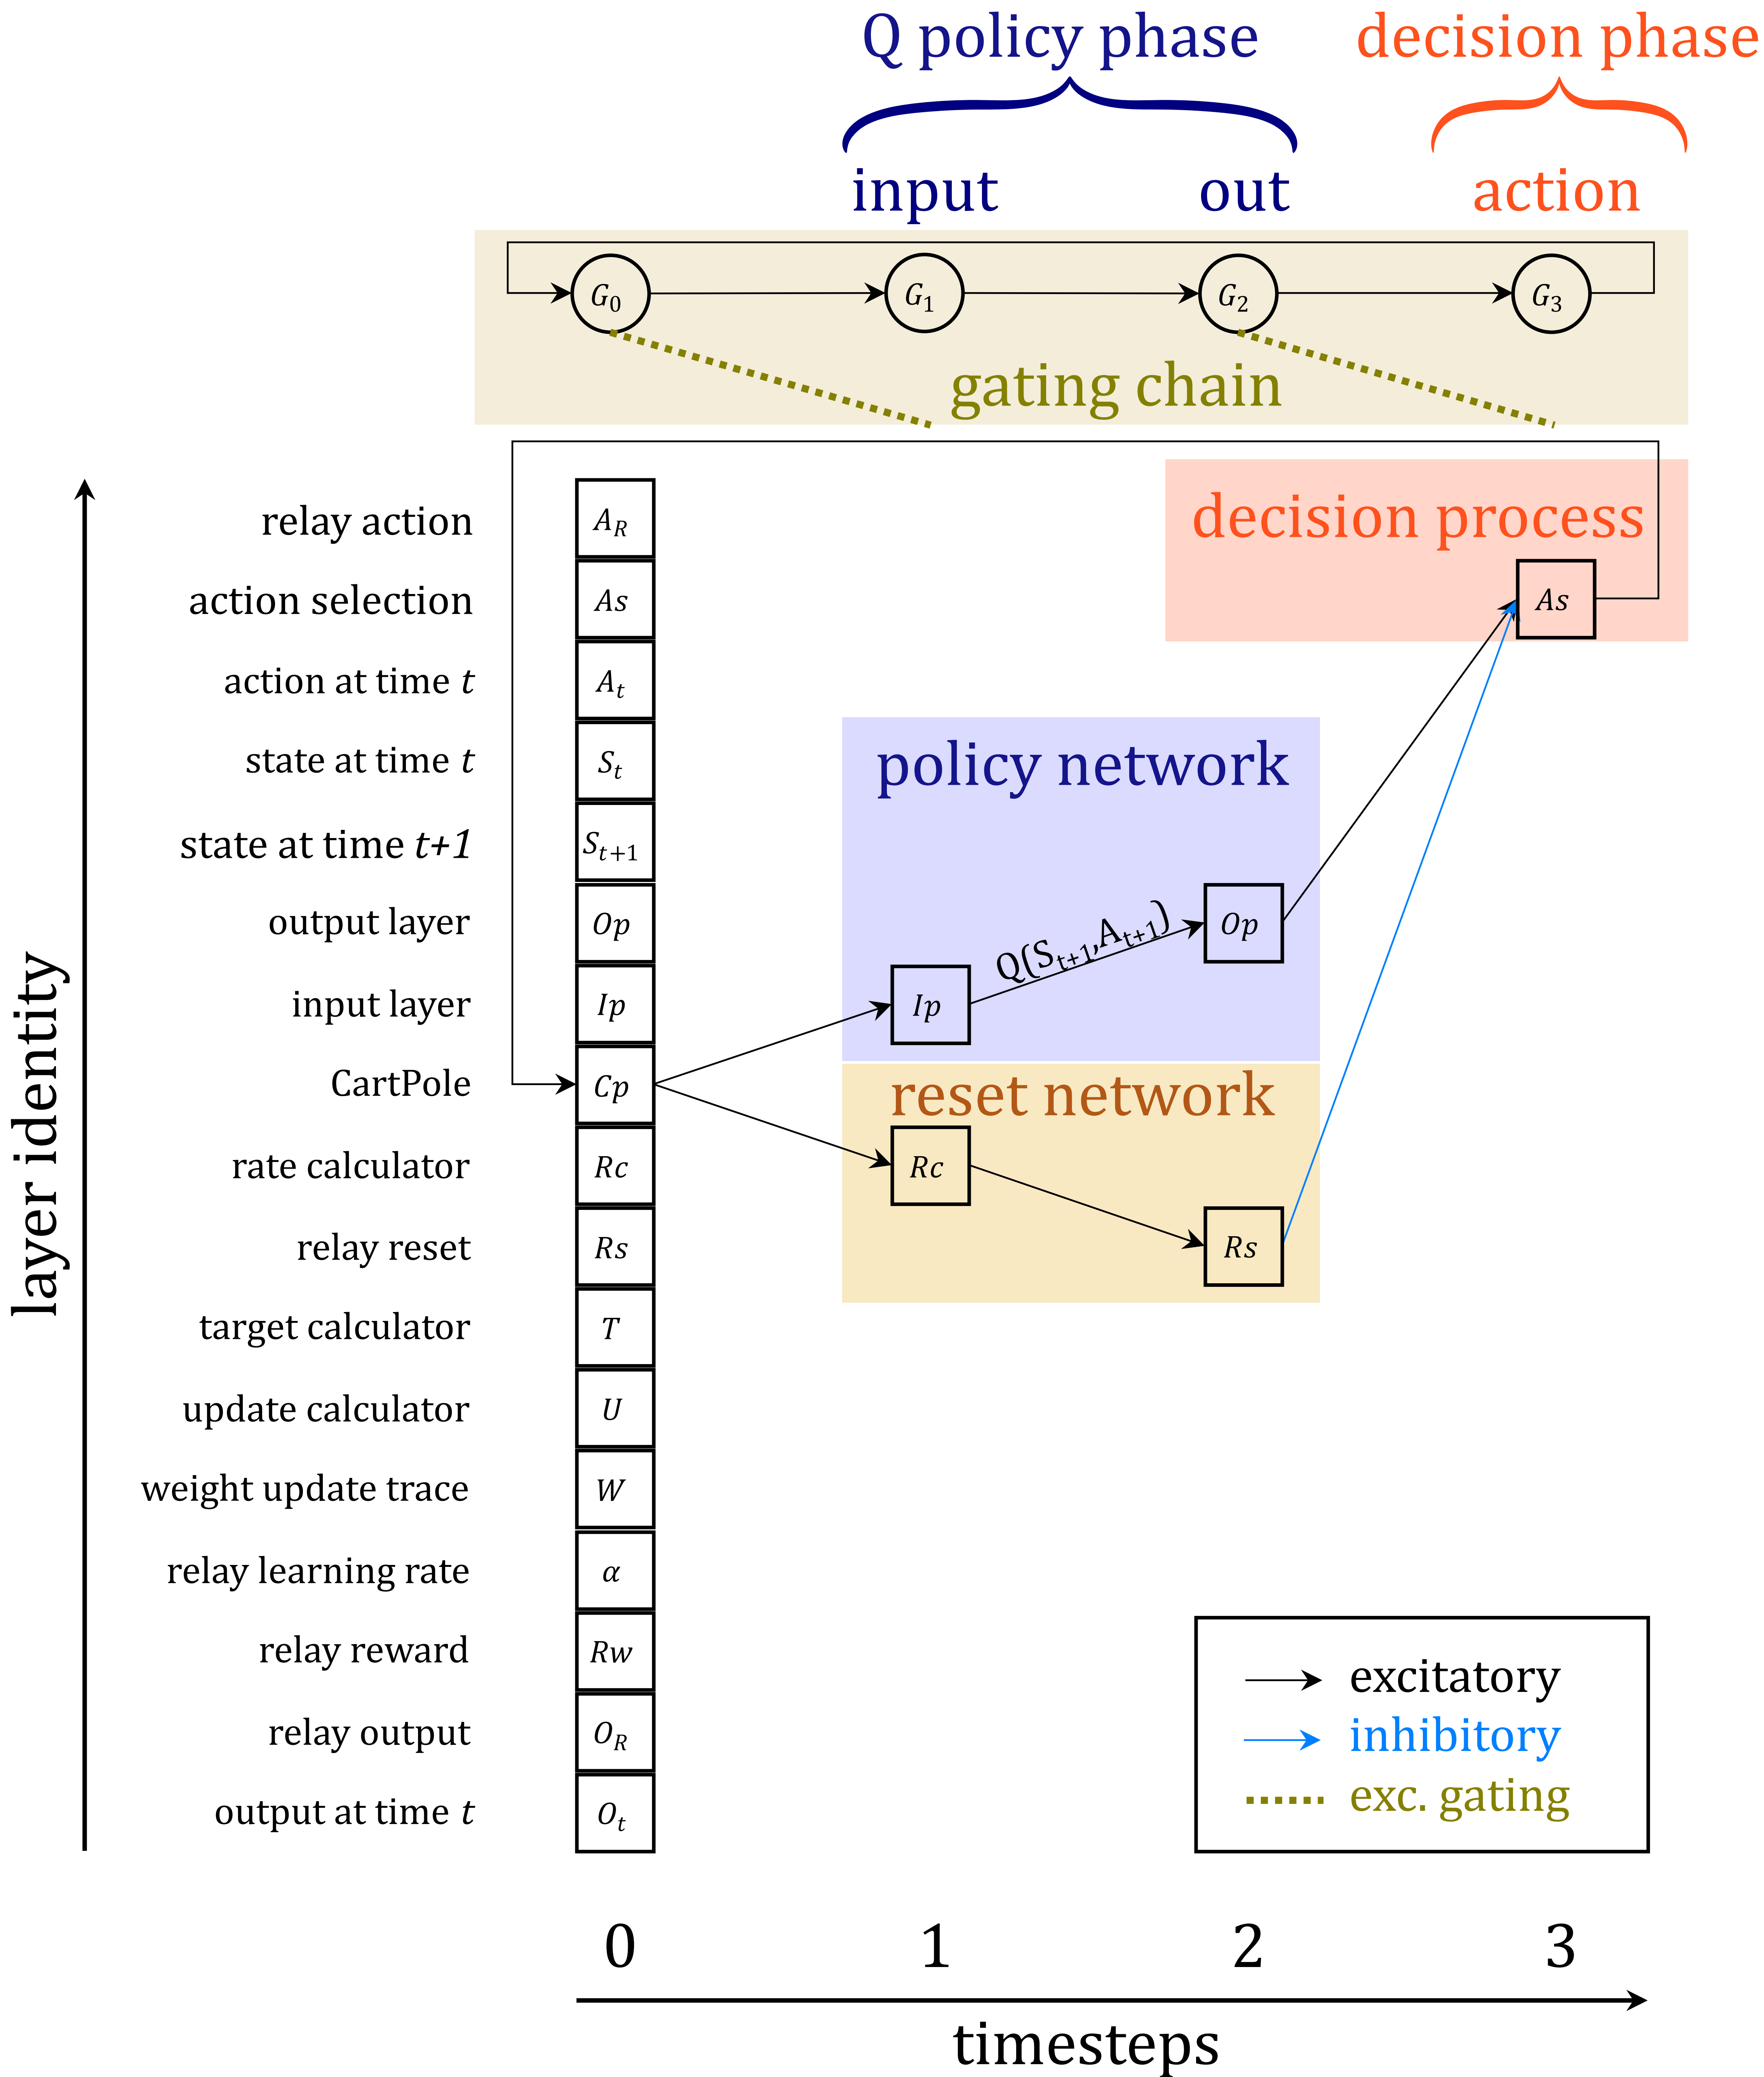 Q policy phase decision phase
input out action
G0 G1 G2 G3
gating chain
decision process
relay action AR
action selection As As
action at time t At
policy network
state at time t St
state at time t+1 St+1
output layer Op Op
Q(St+1,At+1)
input layer Ip Ip
CartPole Cp
reset network
rate calculator Rc Rc
relay reset Rs Rs
target calculator T
update calculator U
weight update trace W
relay learning rate α
relay reward Rw
relay output OR
output at time t Ot
layer identity
excitatory
inhibitory
exc. gating
0 1 2 3
timesteps